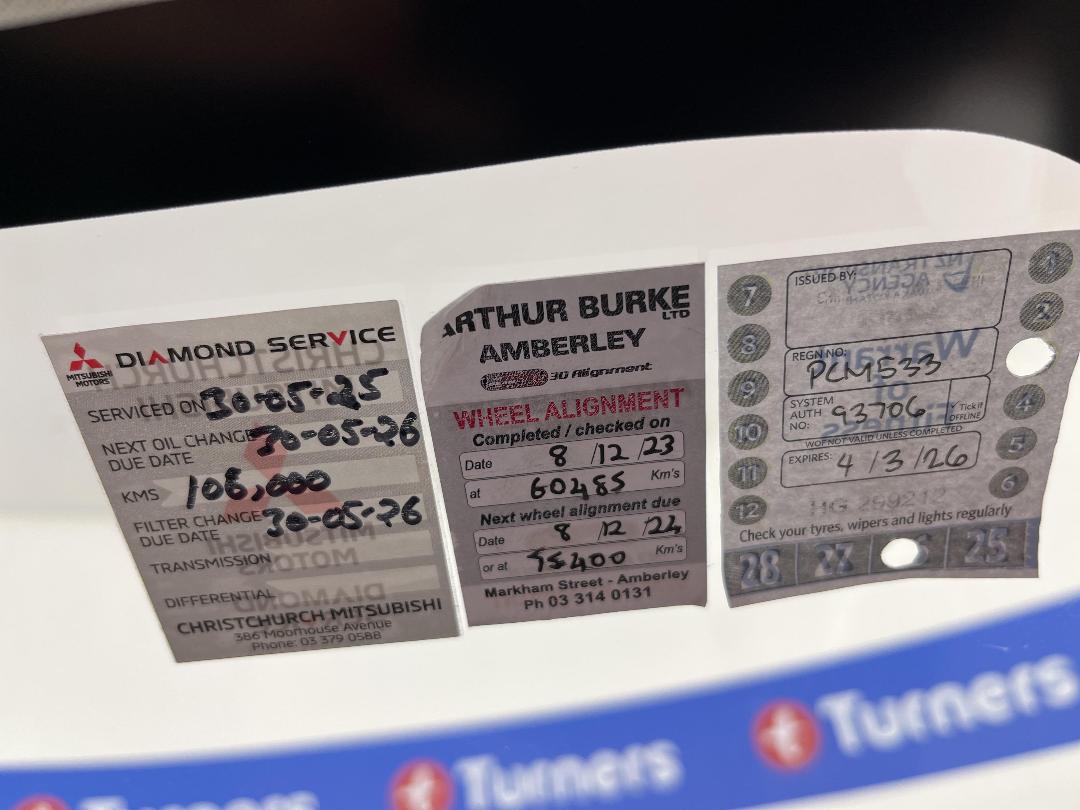 MITSUBISHI
MOTORS
DIAMOND SERVICE
SERVICED ON 30-05-25
NEXT OIL CHANGE
DUE DATE 30-05-26
KMS 106,000
FILTER CHANGE
DUE DATE 30-05-26
TRANSMISSION
DIFFERENTIAL
CHRISTCHURCH MITSUBISHI
386 Moorhouse Avenue
Phone: 03 379 0588
ARTHUR BURKE
LTD
AMBERLEY
3D Alignment
WHEEL ALIGNMENT
Completed / checked on
Date 8 /12 /23
at 60485 Km's
Next wheel alignment due
Date 8 /12 /24
or at 75400 Km's
Markham Street - Amberley
Ph 03 314 0131
ISSUED BY:
REGN NO: PCM533
SYSTEM
AUTH
NO: 93706
✓ Tick if
OFFLINE
WOF NOT VALID UNLESS COMPLETED
EXPIRES: 4 /3 /26
HG 299212
Check your tyres, wipers and lights regularly
7
8
9
10
11
12
1
2
4
5
6
28 25
Turners
Turners
Turners